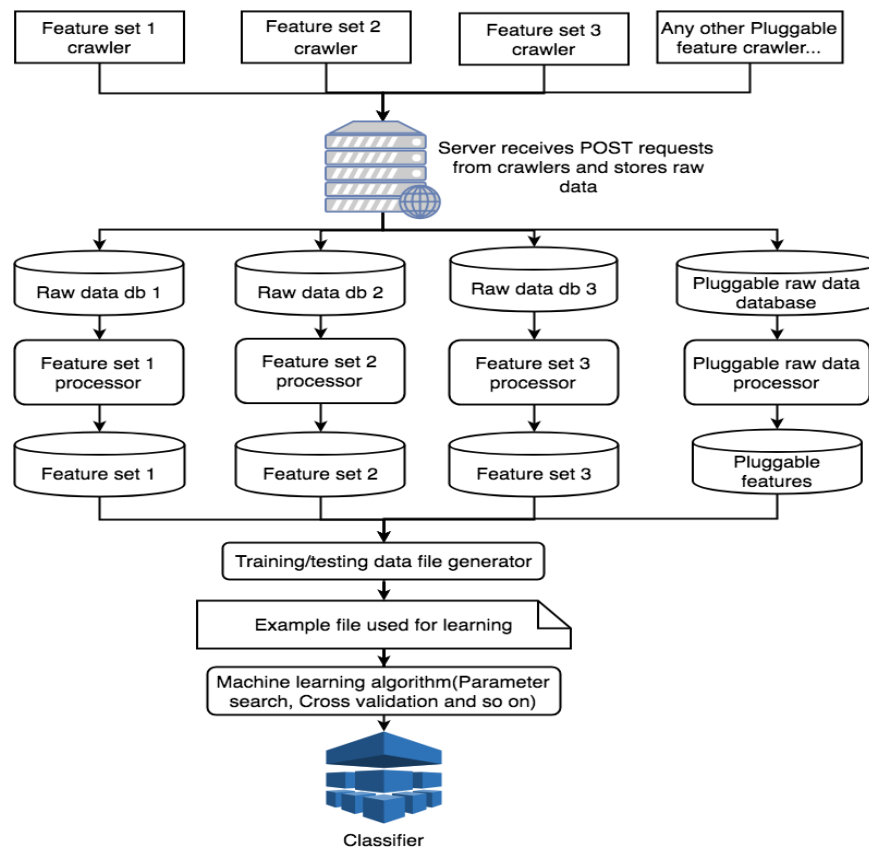 Feature set 1
crawler
Feature set 2
crawler
Feature set 3
crawler
Any other Pluggable
feature crawler...
Server receives POST requests
from crawlers and stores raw
data
Raw data db 1
Raw data db 2
Raw data db 3
Pluggable raw data
database
Feature set 1
processor
Feature set 2
processor
Feature set 3
processor
Pluggable raw data
processor
Feature set 1
Feature set 2
Feature set 3
Pluggable
features
Training/testing data file generator
Example file used for learning
Machine learning algorithm(Parameter
search, Cross validation and so on)
Classifier